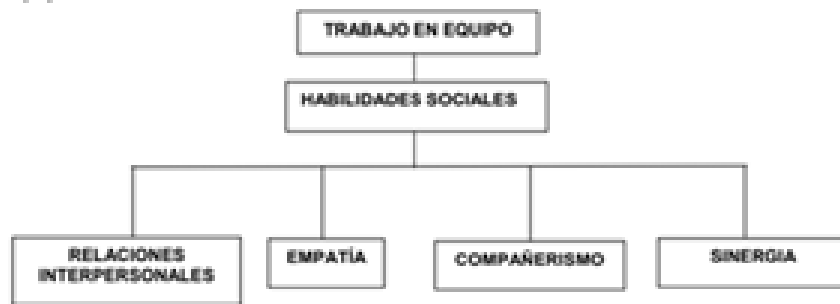 TRABAJO EN EQUIPO
HABILIDADES SOCIALES
RELACIONES
INTERPERSONALES
EMPATÍA
COMPAÑERISMO
SINERGIA